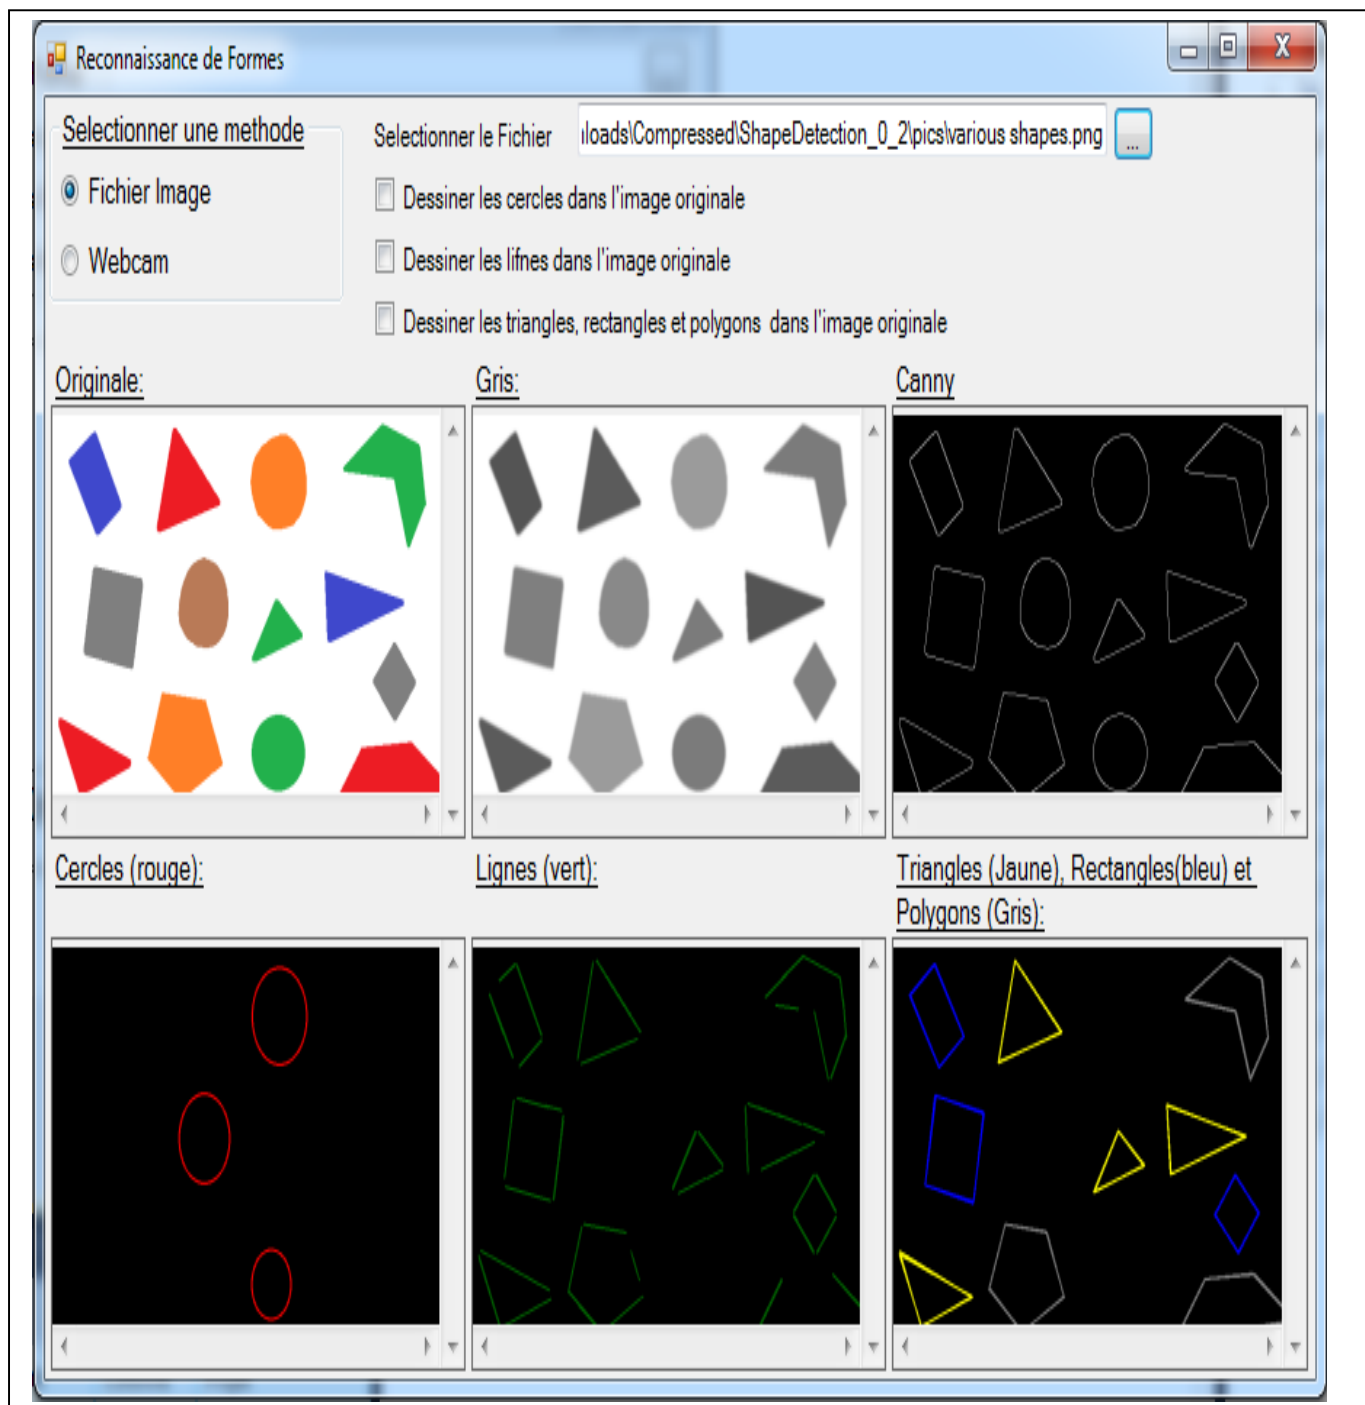 Reconnaissance de Formes
Selectionner une methode
Fichier Image
Webcam
Selectionner le Fichier
ıloads\Compressed\ShapeDetection_0_2\pics\various shapes.png
...
Dessiner les cercles dans l'image originale
Dessiner les lifnes dans l'image originale
Dessiner les triangles, rectangles et polygons dans l'image originale
Originale:
Gris:
Canny
Cercles (rouge):
Lignes (vert):
Triangles (Jaune), Rectangles(bleu) et
Polygons (Gris):